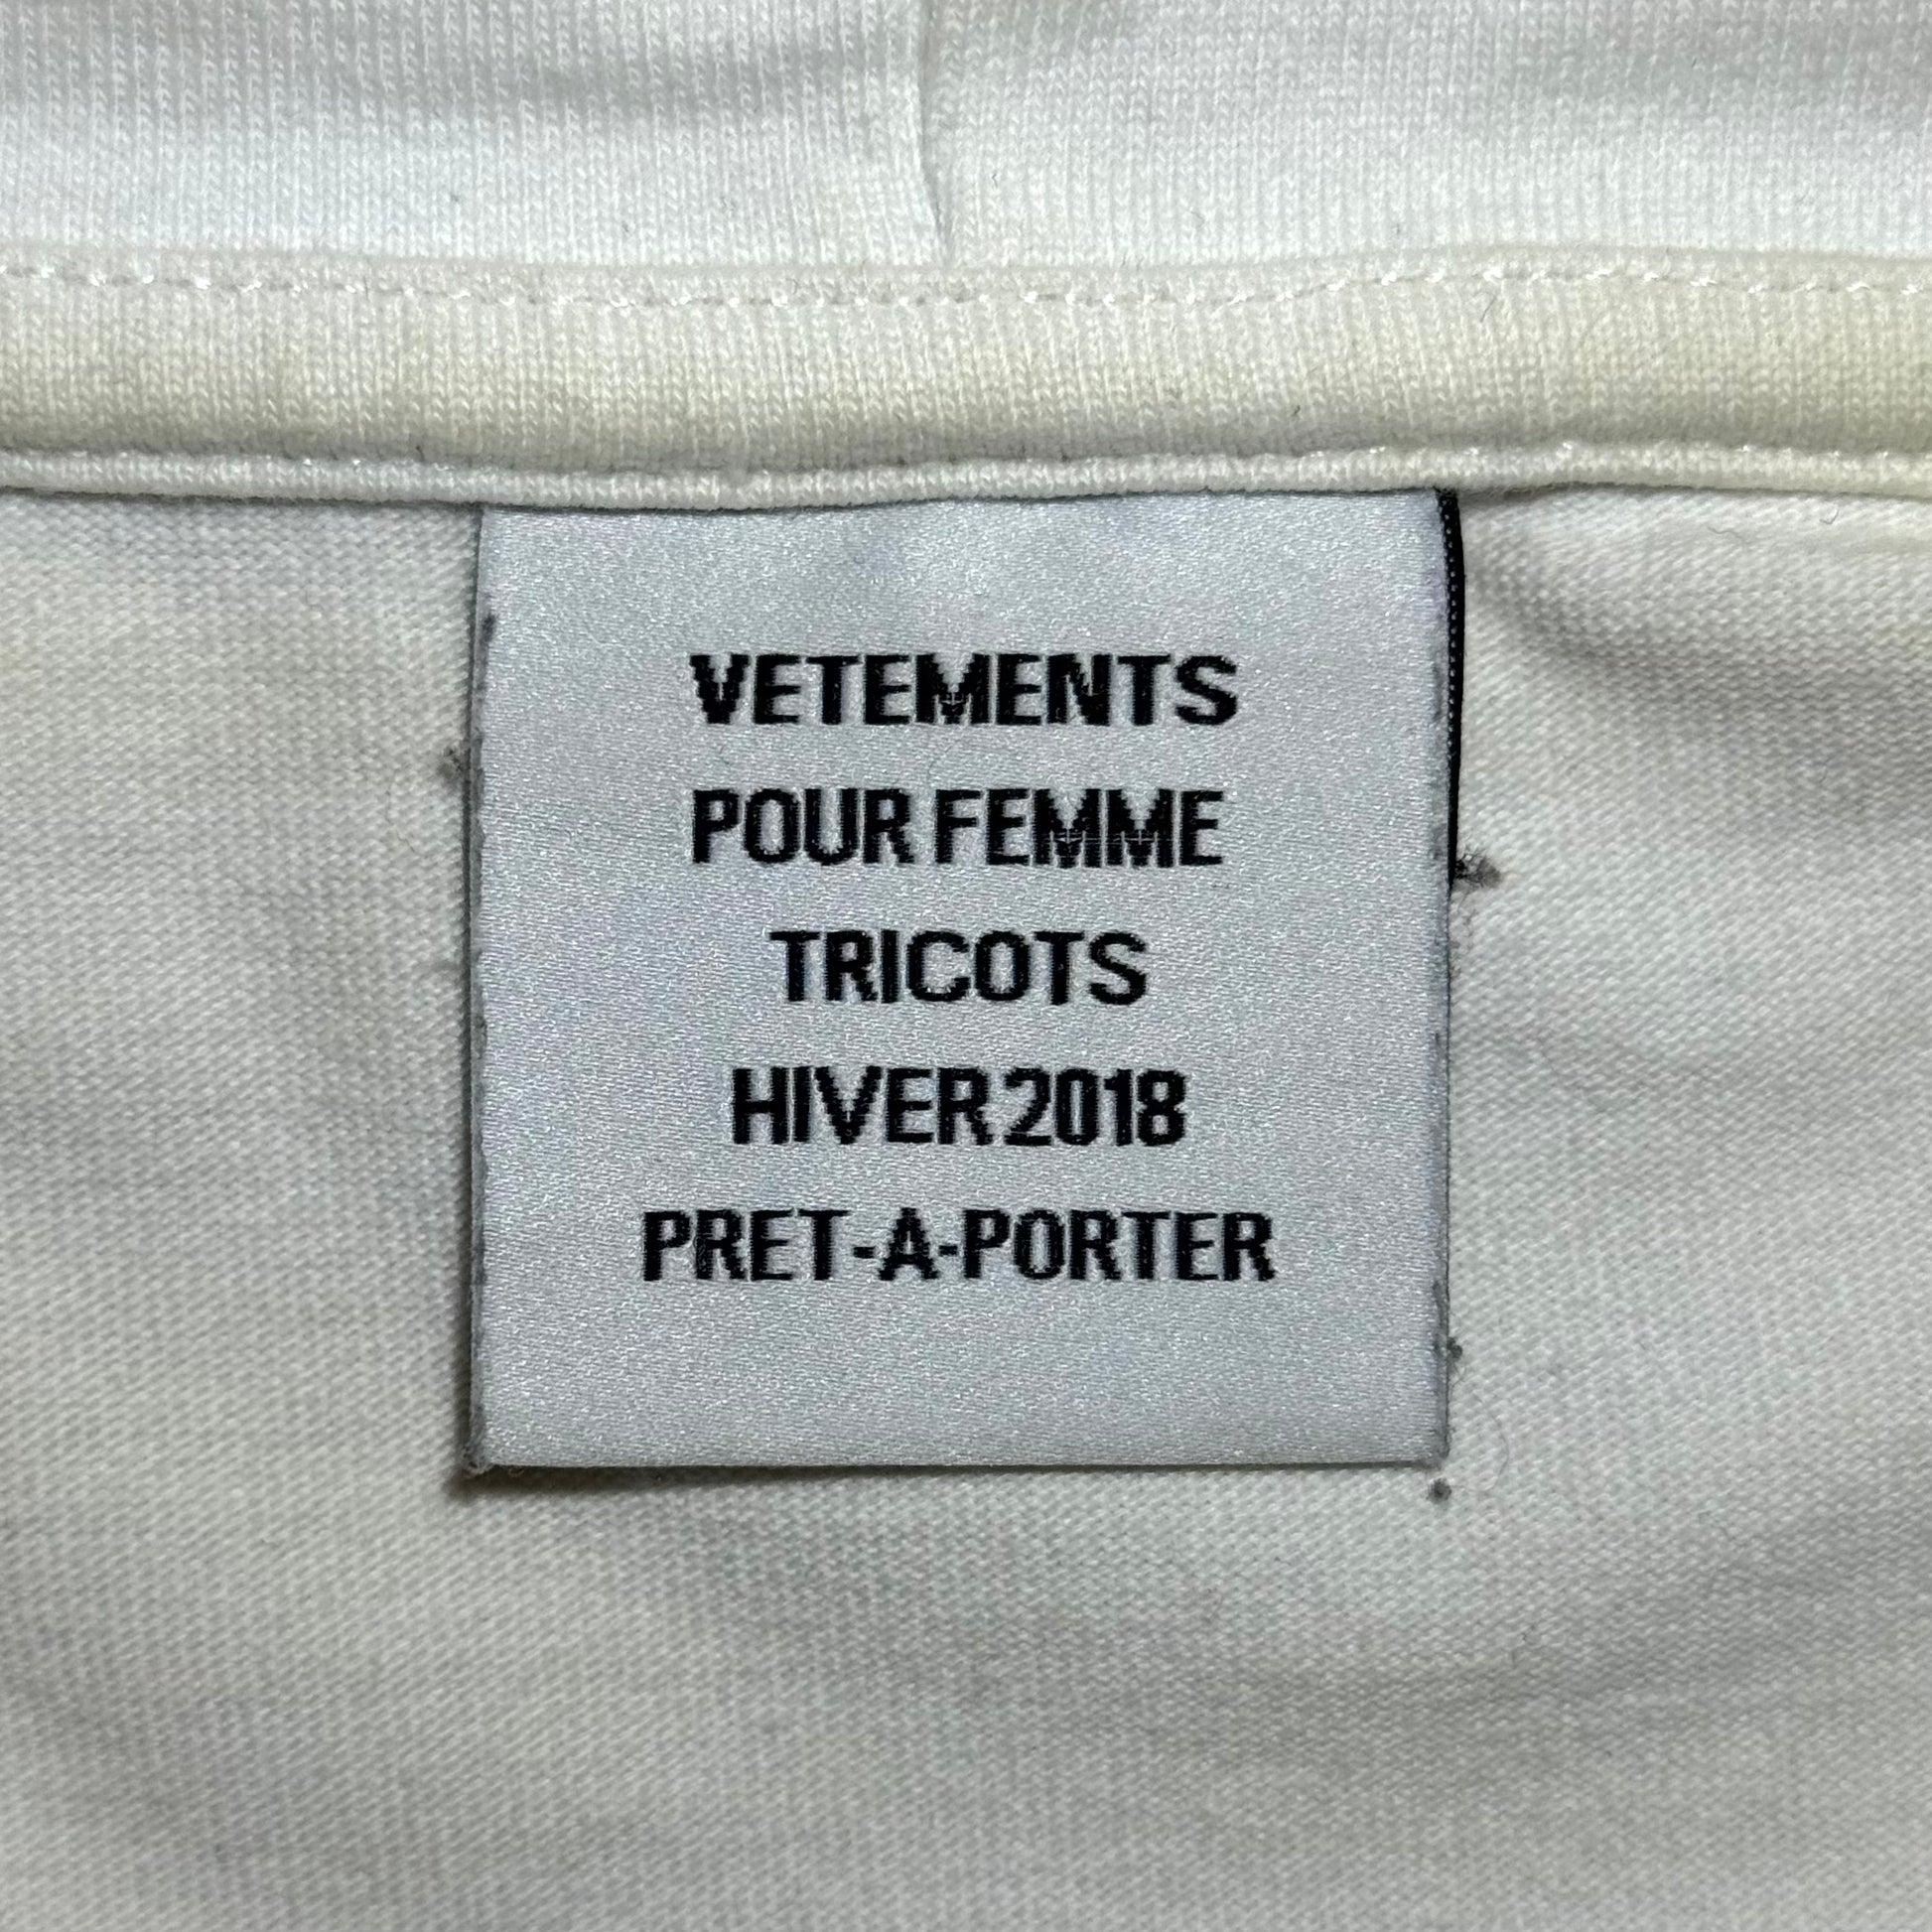 VETEMENTS
POUR FEMME
TRICOTS
HIVER 2018
PRET-A-PORTER